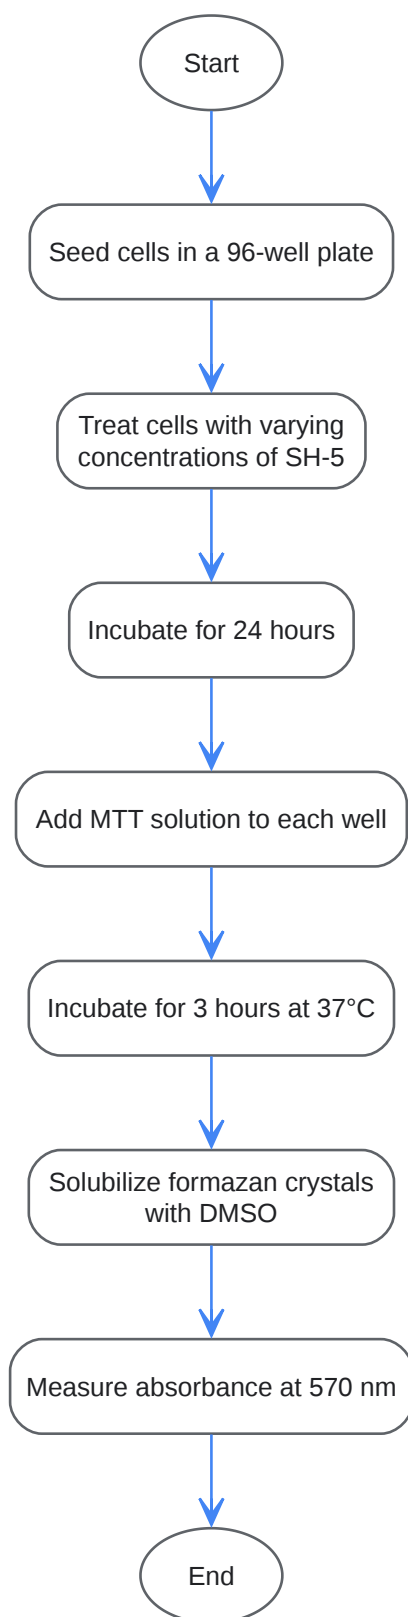 Start
Seed cells in a 96-well plate
Treat cells with varying
concentrations of SH-5
Incubate for 24 hours
Add MTT solution to each well
Incubate for 3 hours at 37°C
Solubilize formazan crystals
with DMSO
Measure absorbance at 570 nm
End